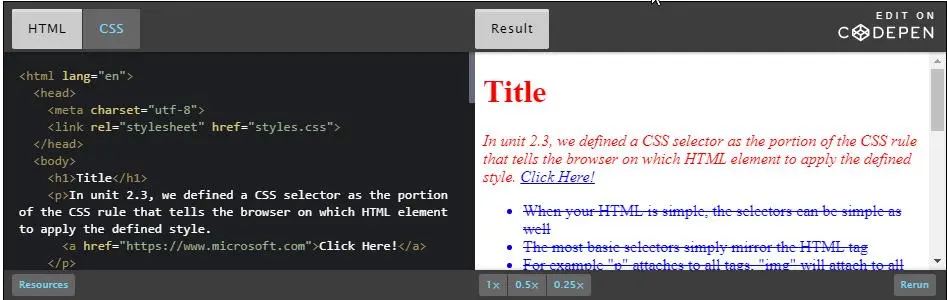 HTML CSS Result EDIT ON
CODEPEN
<html lang="en">
<head>
<meta charset="utf-8">
<link rel="stylesheet" href="styles.css">
</head>
<body>
<h1>Title</h1>
<p>In unit 2.3, we defined a CSS selector as the portion
of the CSS rule that tells the browser on which HTML element
to apply the defined style.
<a href="https://www.microsoft.com">Click Here!</a>
</p>
Title
In unit 2.3, we defined a CSS selector as the portion of the CSS rule
that tells the browser on which HTML element to apply the defined
style. Click Here!
• When your HTML is simple, the selectors can be simple as
well
• The most basic selectors simply mirror the HTML tag
• For example "p" attaches to all tags, "img" will attach to all
Resources 1× 0.5× 0.25× Rerun